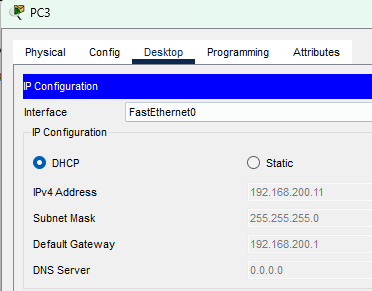 PC3
Physical Config Desktop Programming Attributes
IP Configuration
Interface FastEthernet0
IP Configuration
DHCP Static
IPv4 Address 192.168.200.11
Subnet Mask 255.255.255.0
Default Gateway 192.168.200.1
DNS Server 0.0.0.0